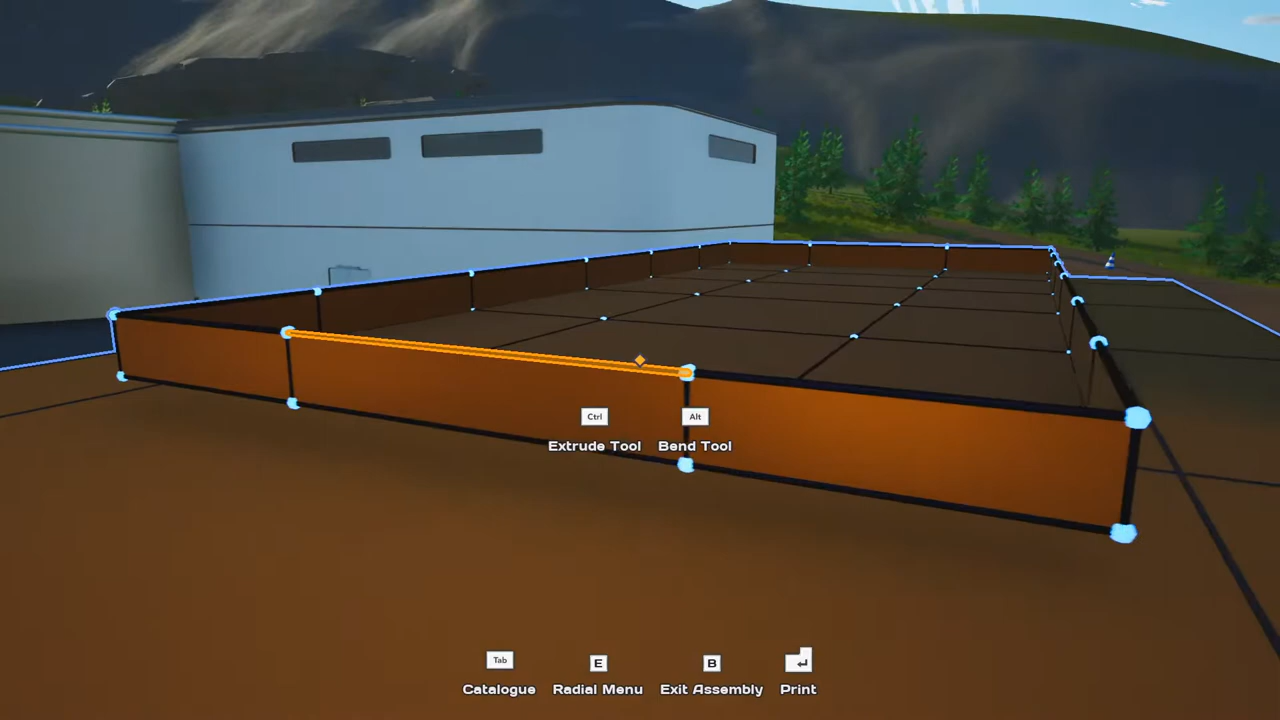 Ctrl
Alt
Extrude Tool
Bend Tool
Tab
E
B
Catalogue
Radial Menu
Exit Assembly
Print